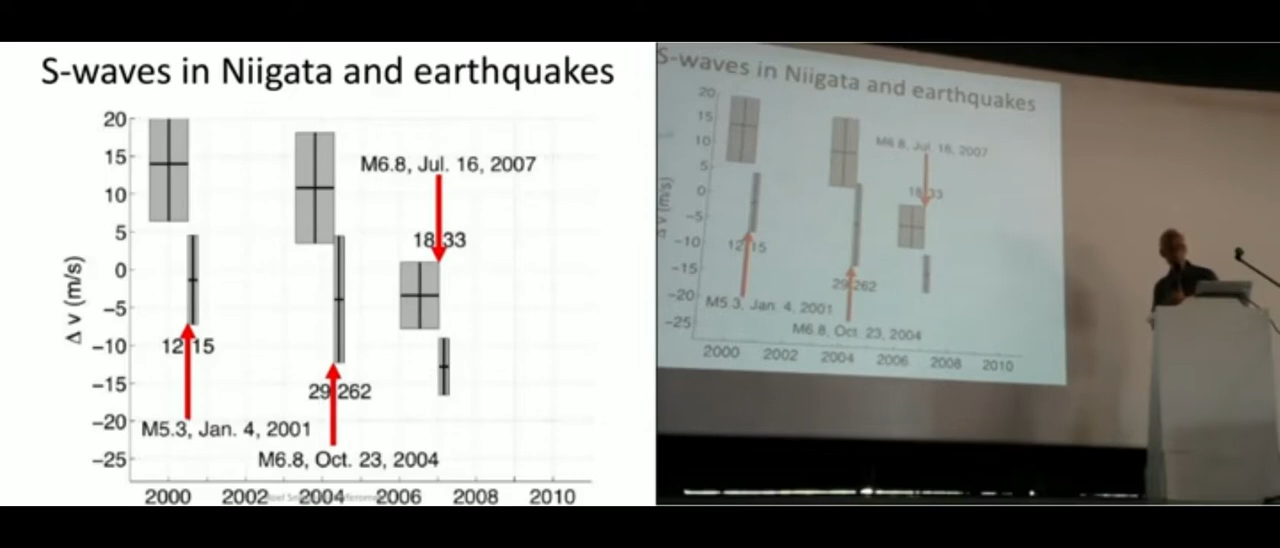 S-waves in Niigata and earthquakes
20
15
10
5
0
−5
−10
−15
−20
−25
Δ v (m/s)
M6.8, Jul. 16, 2007
18 33
12 15
29 262
M5.3, Jan. 4, 2001
M6.8, Oct. 23, 2004
2000 2002 2004 2006 2008 2010
S-waves in Niigata and earthquakes
20
15
10
5
0
−5
−10
−15
−20
−25
Δ v (m/s)
M6.8, Jul. 16, 2007
18 33
12 15
29 262
M5.3, Jan. 4, 2001
M6.8, Oct. 23, 2004
2000 2002 2004 2006 2008 2010